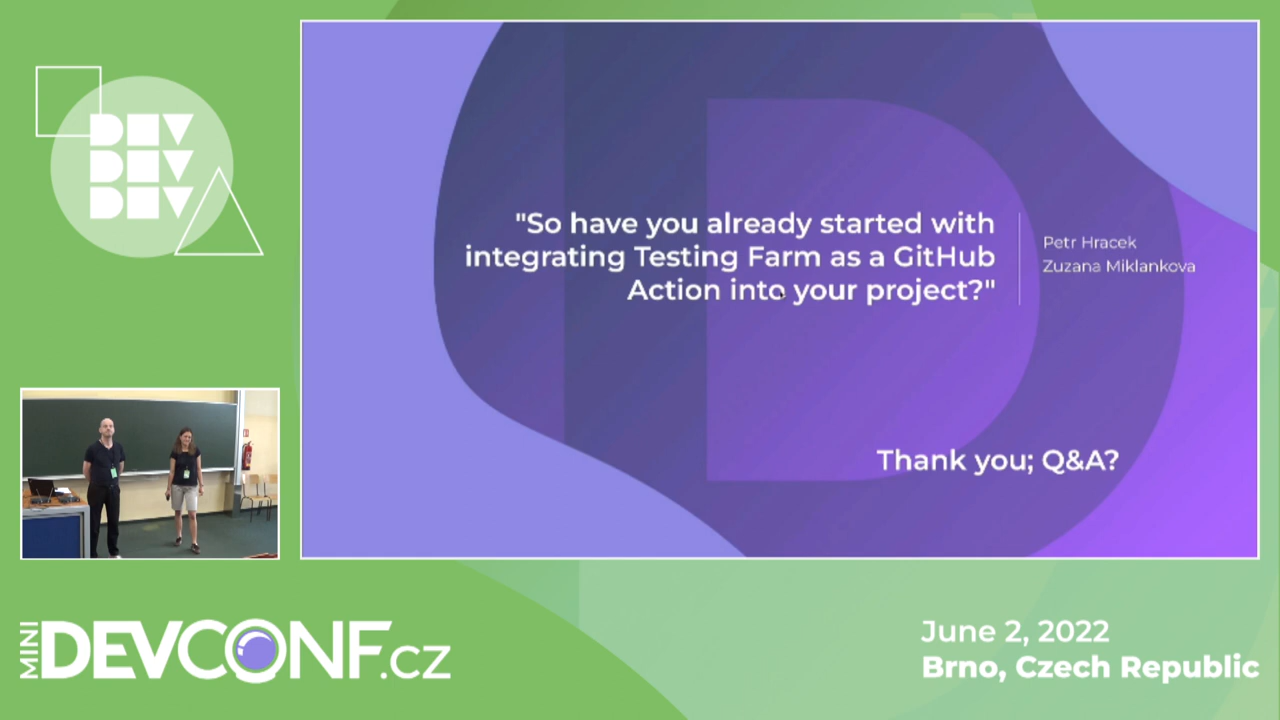 DEV
DEV
DEV
"So have you already started with
integrating Testing Farm as a GitHub
Action into your project?"
Petr Hracek
Zuzana Miklankova
Thank you; Q&A?
MINI
DEVCONF.CZ
June 2, 2022
Brno, Czech Republic